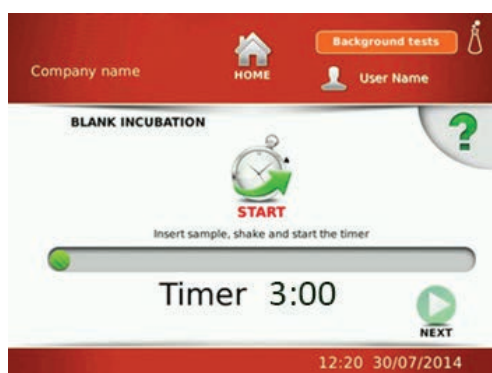 Background tests
Company name
HOME
User Name
BLANK INCUBATION
?
START
Insert sample, shake and start the timer
Timer 3:00
NEXT
12:20 30/07/2014